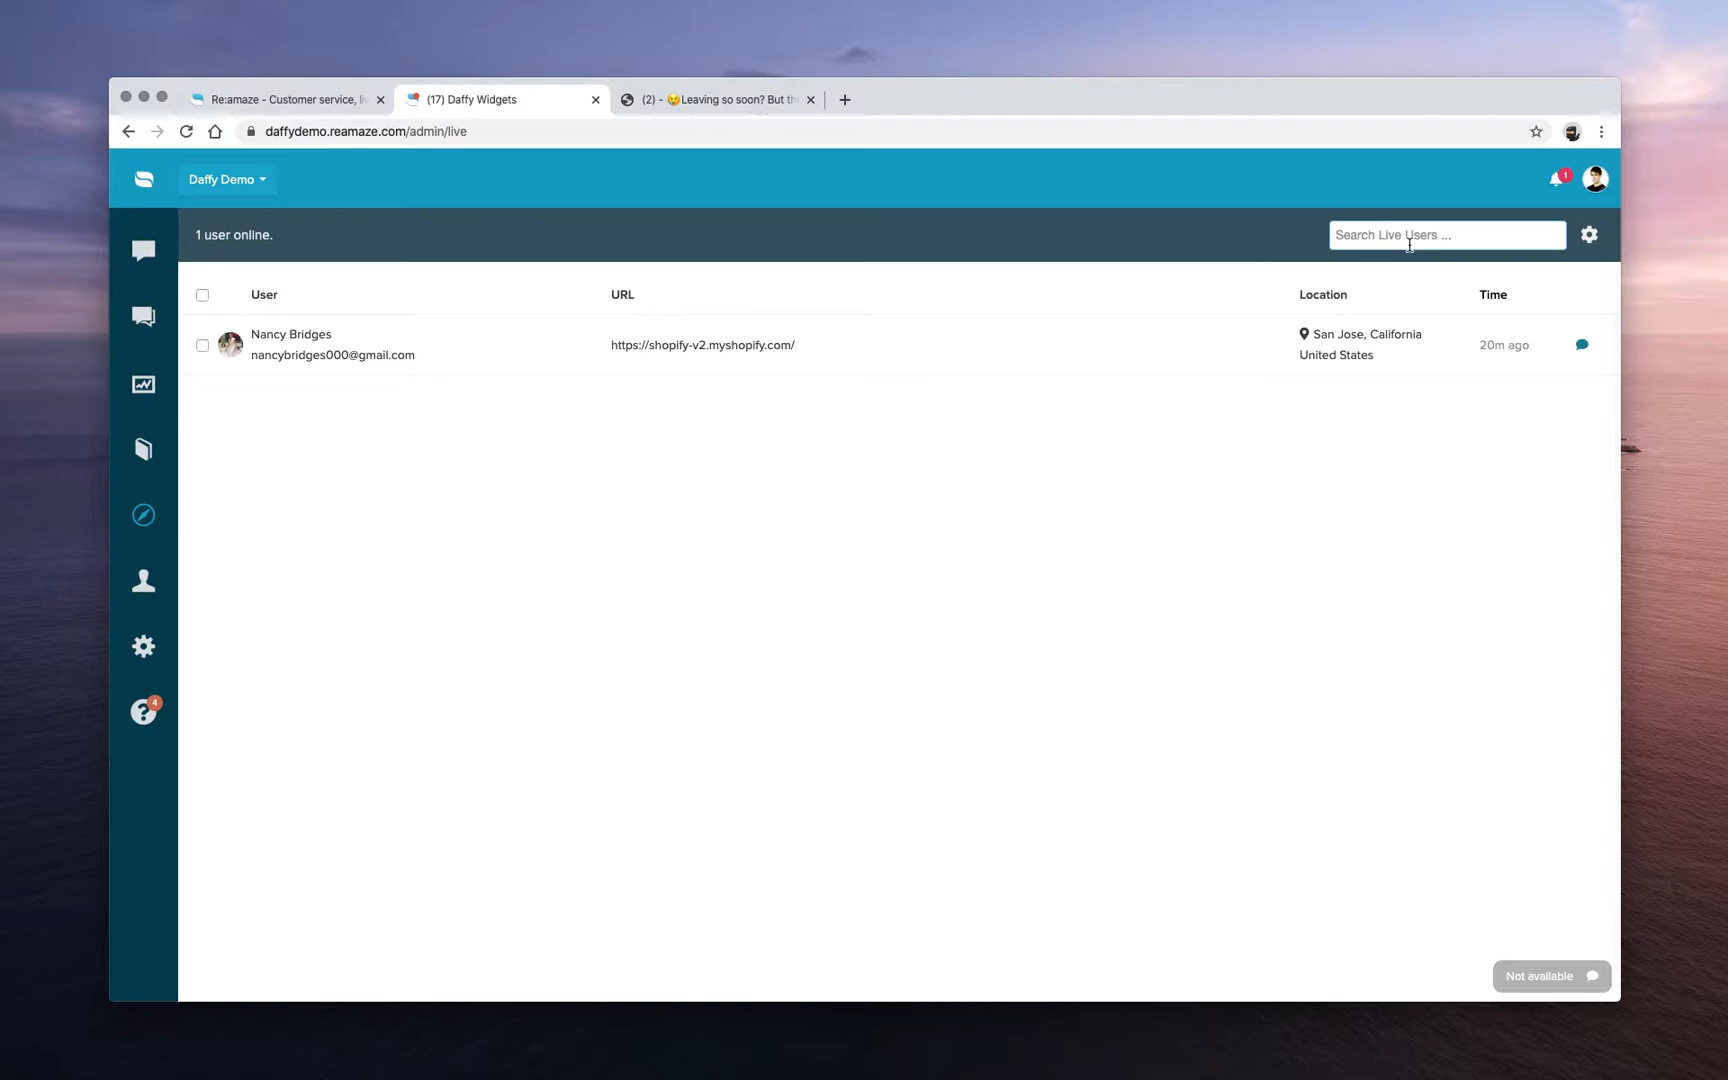 Re:amaze - Customer service, li
(17) Daffy Widgets
(2) - 😉Leaving so soon? But th
daffydemo.reamaze.com/admin/live
Daffy Demo
1
1 user online.
Search Live Users ...
User URL Location Time
Nancy Bridges
nancybridges000@gmail.com
https://shopify-v2.myshopify.com/
San Jose, California
United States
20m ago
4
Not available